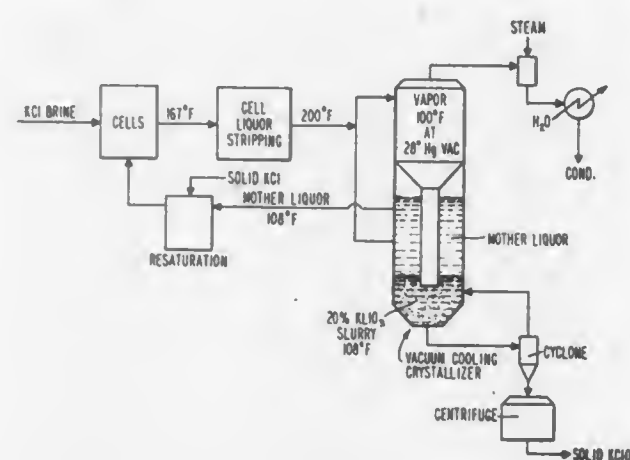 STEAM
KCl BRINE
CELLS
167°F
CELL
LIQUOR
STRIPPING
200°F
VAPOR
100°F
AT
28" Hg VAC
H₂O
COND.
SOLID KCl
MOTHER LIQUOR
108°F
RESATURATION
MOTHER LIQUOR
20% KClO₃
SLURRY
108°F
VACUUM COOLING
CRYSTALLIZER
CYCLONE
CENTRIFUGE
SOLID KClO